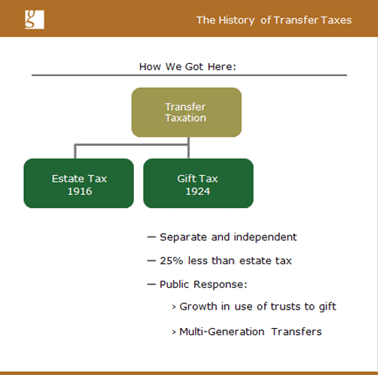 The History of Transfer Taxes
How We Got Here:
Transfer
Taxation
Estate Tax
1916
Gift Tax
1924
— Separate and independent
— 25% less than estate tax
— Public Response:
› Growth in use of trusts to gift
› Multi-Generation Transfers